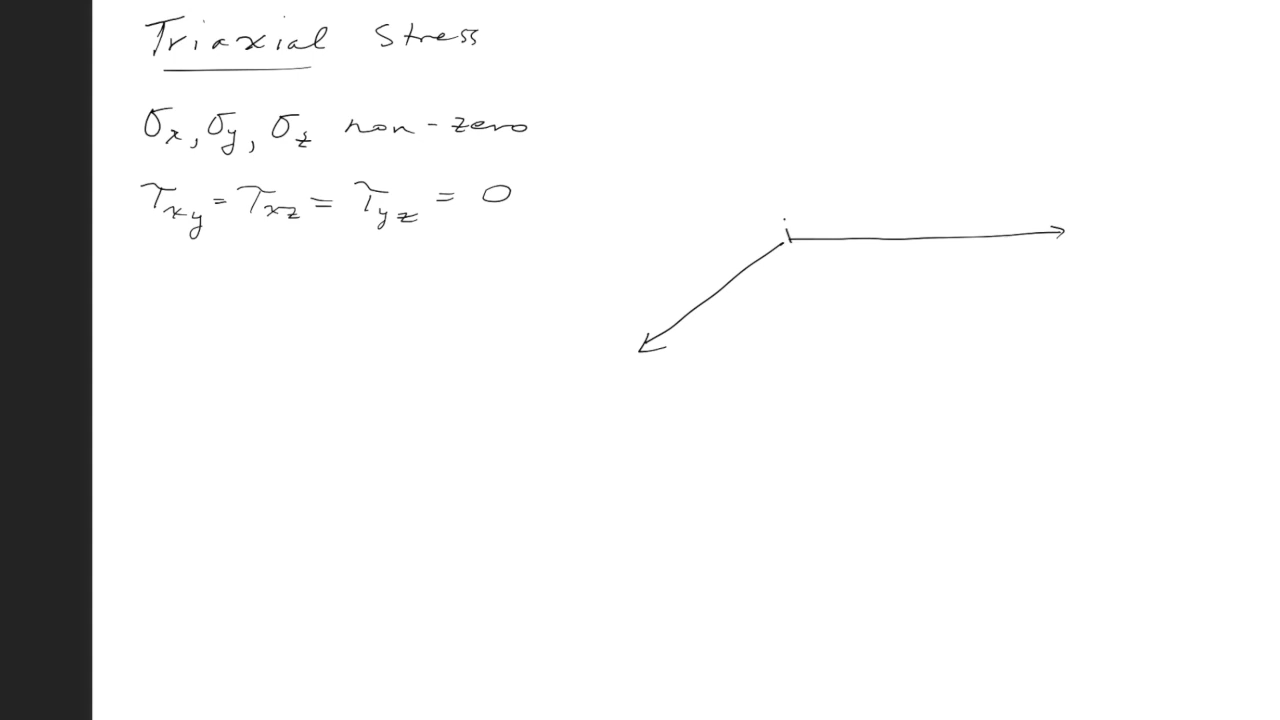 Triaxial Stress
σx, σy, σz non-zero
τxy = τxz = τyz = 0